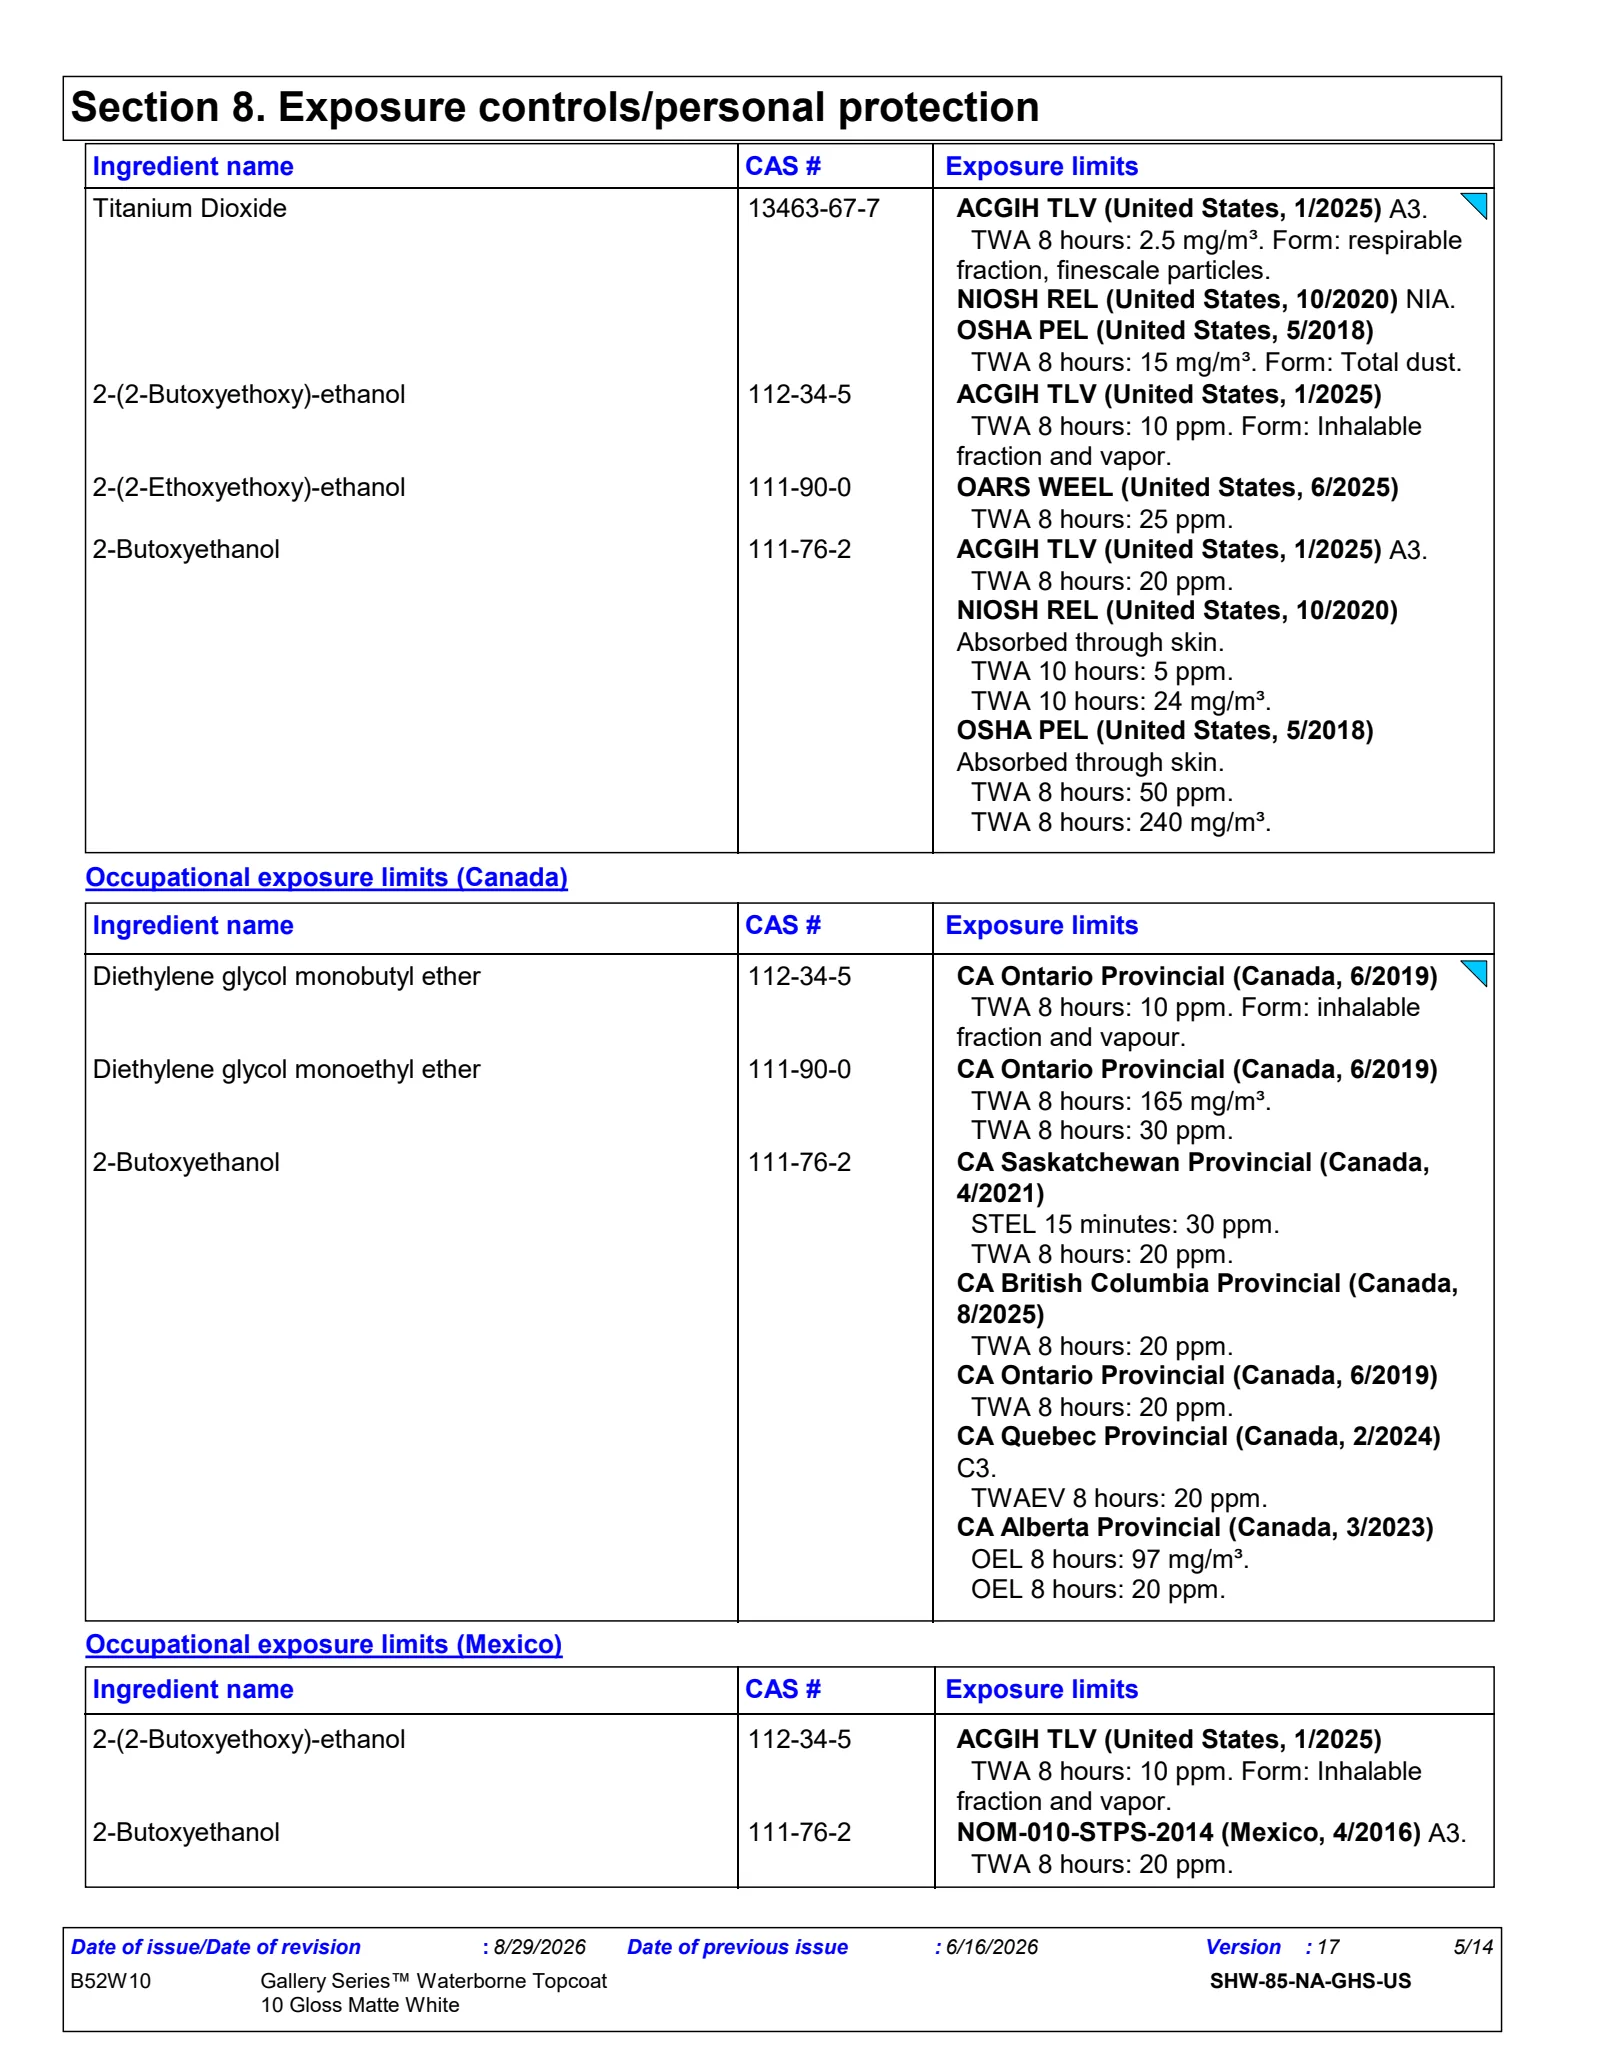 Section 8. Exposure controls/personal protection
Ingredient name CAS # Exposure limits
Titanium Dioxide 13463-67-7 ACGIH TLV (United States, 1/2025) A3.
TWA 8 hours: 2.5 mg/m³. Form: respirable
fraction, finescale particles.
NIOSH REL (United States, 10/2020) NIA.
OSHA PEL (United States, 5/2018)
TWA 8 hours: 15 mg/m³. Form: Total dust.
2-(2-Butoxyethoxy)-ethanol 112-34-5 ACGIH TLV (United States, 1/2025)
TWA 8 hours: 10 ppm. Form: Inhalable
fraction and vapor.
2-(2-Ethoxyethoxy)-ethanol 111-90-0 OARS WEEL (United States, 6/2025)
TWA 8 hours: 25 ppm.
2-Butoxyethanol 111-76-2 ACGIH TLV (United States, 1/2025) A3.
TWA 8 hours: 20 ppm.
NIOSH REL (United States, 10/2020)
Absorbed through skin.
TWA 10 hours: 5 ppm.
TWA 10 hours: 24 mg/m³.
OSHA PEL (United States, 5/2018)
Absorbed through skin.
TWA 8 hours: 50 ppm.
TWA 8 hours: 240 mg/m³.
Occupational exposure limits (Canada)
Ingredient name CAS # Exposure limits
Diethylene glycol monobutyl ether 112-34-5 CA Ontario Provincial (Canada, 6/2019)
TWA 8 hours: 10 ppm. Form: inhalable
fraction and vapour.
Diethylene glycol monoethyl ether 111-90-0 CA Ontario Provincial (Canada, 6/2019)
TWA 8 hours: 165 mg/m³.
TWA 8 hours: 30 ppm.
2-Butoxyethanol 111-76-2 CA Saskatchewan Provincial (Canada,
4/2021)
STEL 15 minutes: 30 ppm.
TWA 8 hours: 20 ppm.
CA British Columbia Provincial (Canada,
8/2025)
TWA 8 hours: 20 ppm.
CA Ontario Provincial (Canada, 6/2019)
TWA 8 hours: 20 ppm.
CA Quebec Provincial (Canada, 2/2024)
C3.
TWAEV 8 hours: 20 ppm.
CA Alberta Provincial (Canada, 3/2023)
OEL 8 hours: 97 mg/m³.
OEL 8 hours: 20 ppm.
Occupational exposure limits (Mexico)
Ingredient name CAS # Exposure limits
2-(2-Butoxyethoxy)-ethanol 112-34-5 ACGIH TLV (United States, 1/2025)
TWA 8 hours: 10 ppm. Form: Inhalable
fraction and vapor.
2-Butoxyethanol 111-76-2 NOM-010-STPS-2014 (Mexico, 4/2016) A3.
TWA 8 hours: 20 ppm.
Date of issue/Date of revision : 8/29/2026 Date of previous issue : 6/16/2026 Version : 17 5/14
B52W10 Gallery Series™ Waterborne Topcoat SHW-85-NA-GHS-US
10 Gloss Matte White